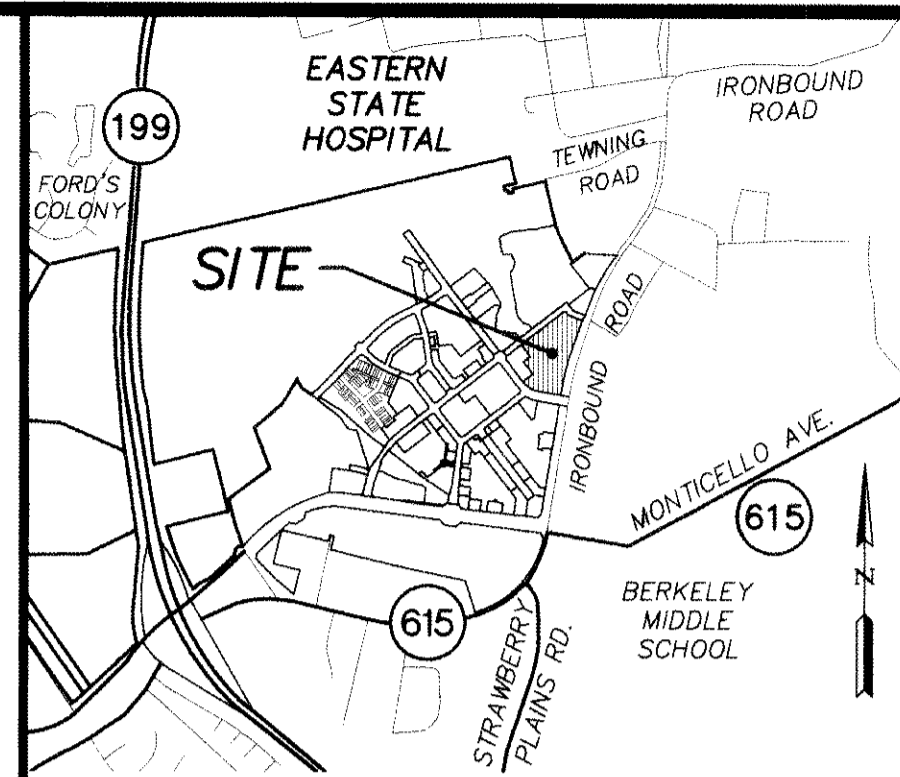 EASTERN
STATE
HOSPITAL
IRONBOUND
ROAD
199
TEWNING
ROAD
FORD'S
COLONY
SITE
IRONBOUND
ROAD
MONTICELLO AVE.
615
N
BERKELEY
MIDDLE
SCHOOL
615
STRAWBERRY
PLAINS RD.